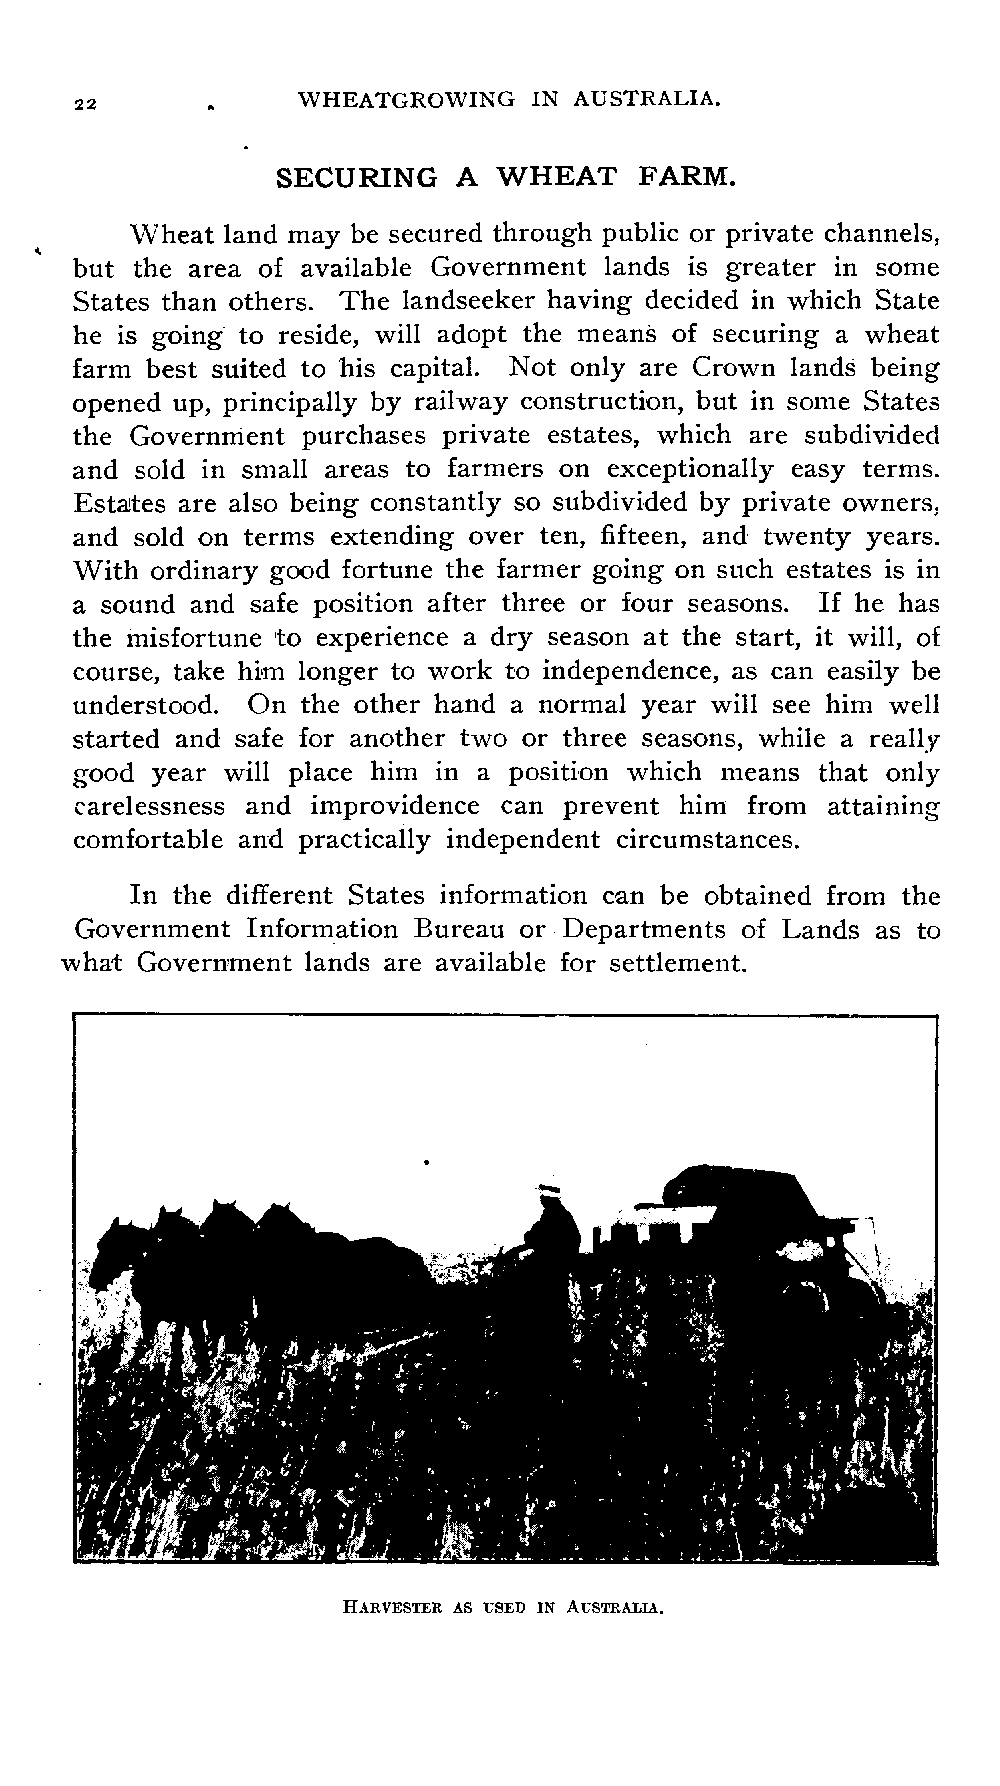 22 WHEATGROWING IN AUSTRALIA.
SECURING A WHEAT FARM.
Wheat land may be secured through public or private channels,
but the area of available Government lands is greater in some
States than others. The landseeker having decided in which State
he is going to reside, will adopt the means of securing a wheat
farm best suited to his capital. Not only are Crown lands being
opened up, principally by railway construction, but in some States
the Government purchases private estates, which are subdivided
and sold in small areas to farmers on exceptionally easy terms.
Estates are also being constantly so subdivided by private owners,
and sold on terms extending over ten, fifteen, and twenty years.
With ordinary good fortune the farmer going on such estates is in
a sound and safe position after three or four seasons. If he has
the misfortune to experience a dry season at the start, it will, of
course, take him longer to work to independence, as can easily be
understood. On the other hand a normal year will see him well
started and safe for another two or three seasons, while a really
good year will place him in a position which means that only
carelessness and improvidence can prevent him from attaining
comfortable and practically independent circumstances.
In the different States information can be obtained from the
Government Information Bureau or Departments of Lands as to
what Government lands are available for settlement.
HARVESTER AS USED IN AUSTRALIA.